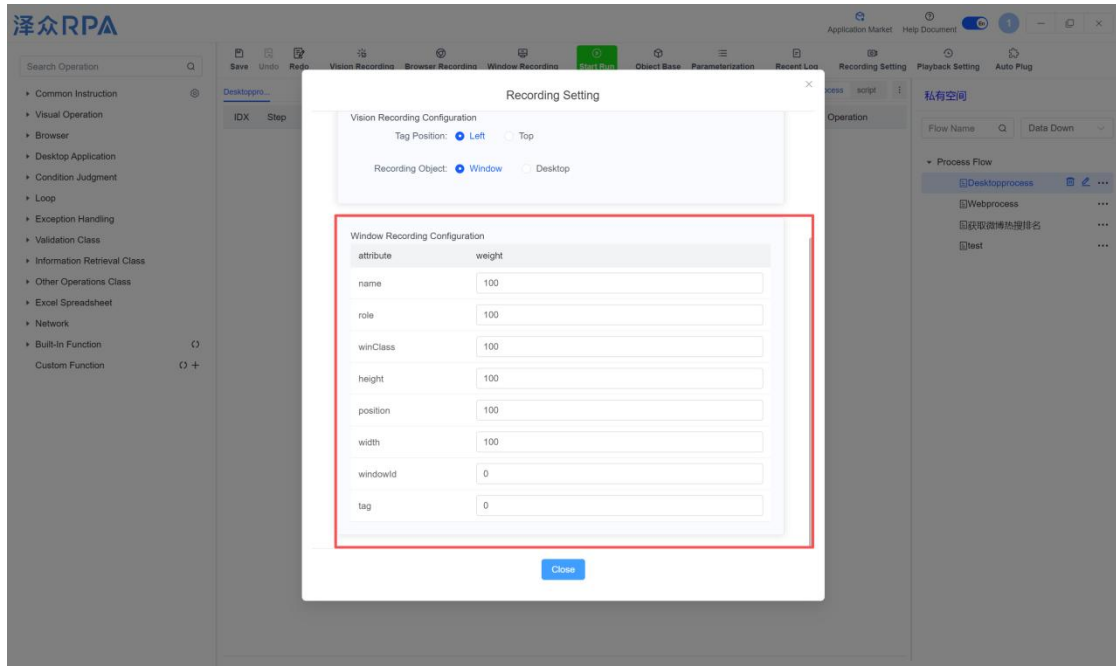 泽众RPA
Application Market Help Document En 1
Search Operation
Save Undo Redo Vision Recording Browser Recording Window Recording Start Run Object Base Parameterization Recent Log Recording Setting Playback Setting Auto Plug
Common Instruction
Visual Operation
Browser
Desktop Application
Condition Judgment
Loop
Exception Handling
Validation Class
Information Retrieval Class
Other Operations Class
Excel Spreadsheet
Network
Built-In Function
Custom Function
Desktoppro...
script
IDX Step
Operation
Recording Setting
Vision Recording Configuration
Tag Position: Left Top
Recording Object: Window Desktop
Window Recording Configuration
attribute weight
name 100
role 100
winClass 100
height 100
position 100
width 100
windowId 0
tag 0
Close
私有空间
Flow Name Data Down
Process Flow
Desktopprocess
Webprocess
获取微博热搜排名
test